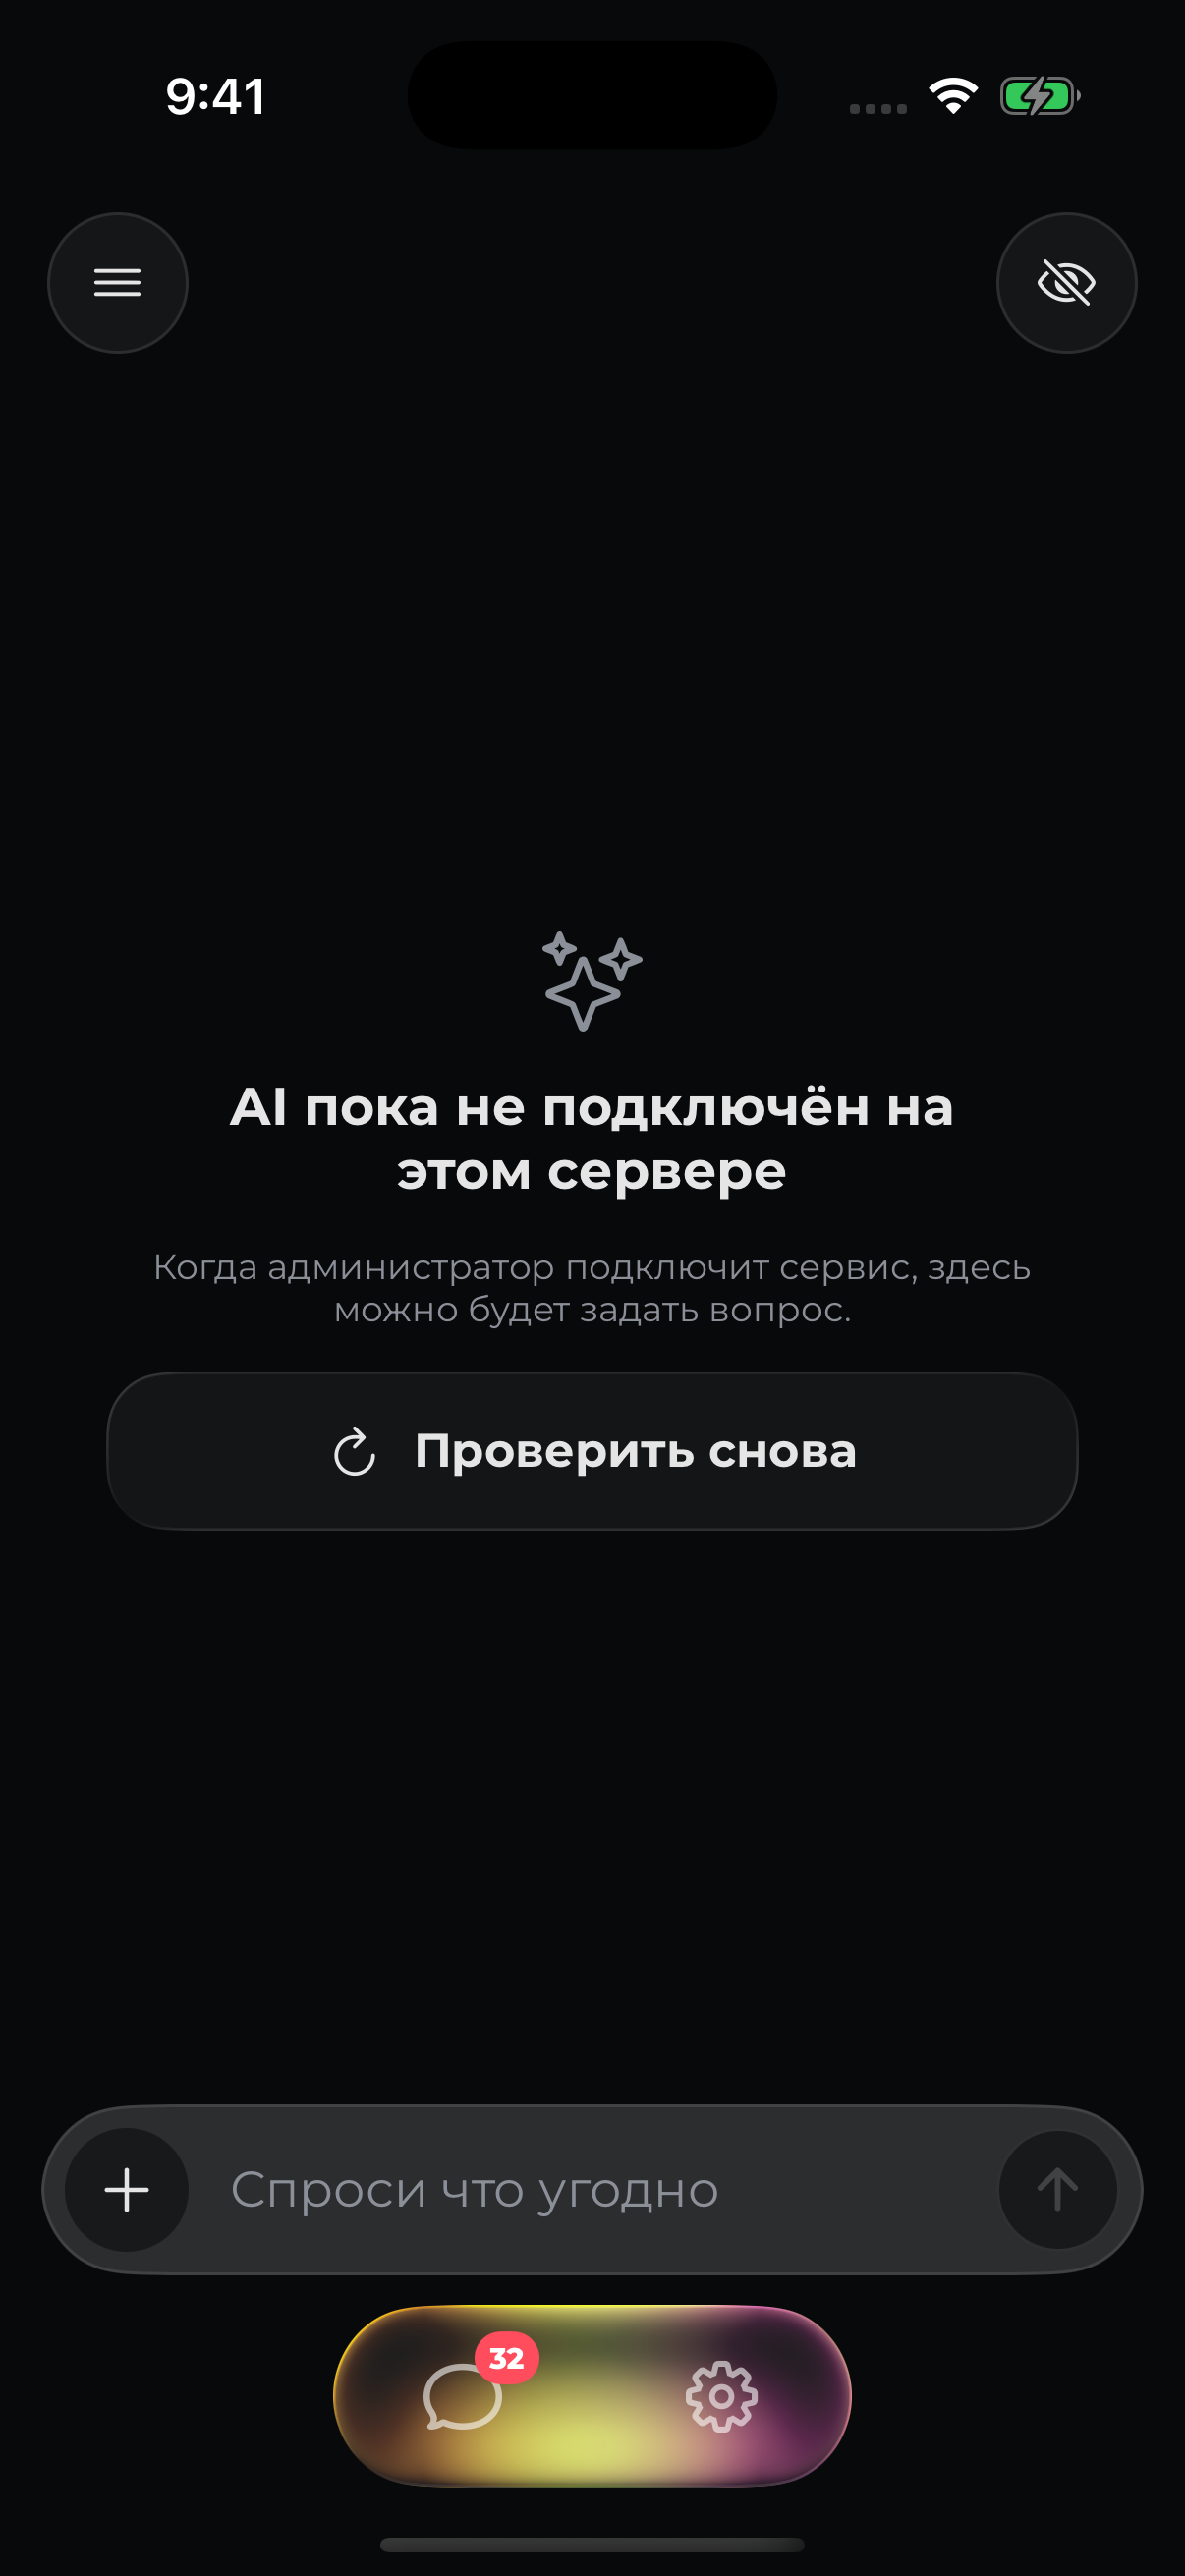 9:41
AI пока не подключён на
этом сервере
Когда администратор подключит сервис, здесь
можно будет задать вопрос.
Проверить снова
Спроси что угодно
32